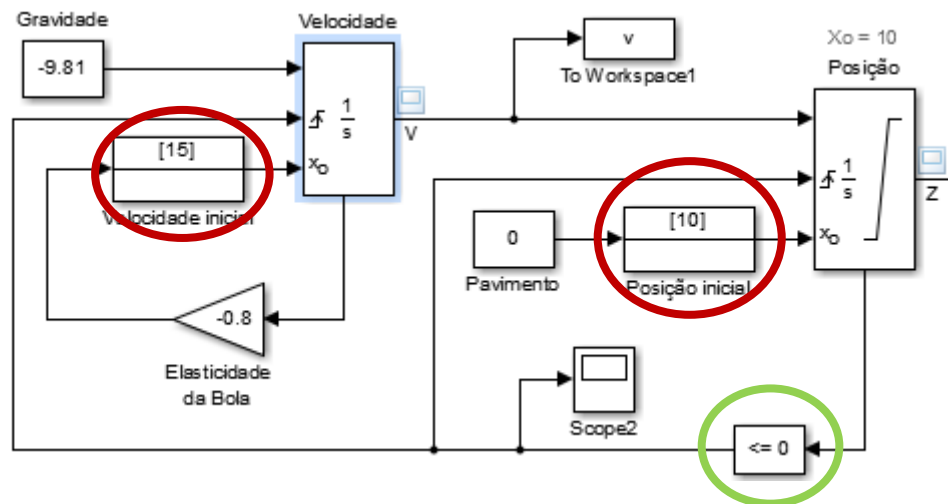 Gravidade
-9.81
Velocidade
1
s
xo
V
v
To Workspace1
Xo = 10
Posição
1
s
xo
Z
[15]
Velocidade inicial
0
Pavimento
[10]
Posição inicial
-0.8
Elasticidade
da Bola
Scope2
<= 0